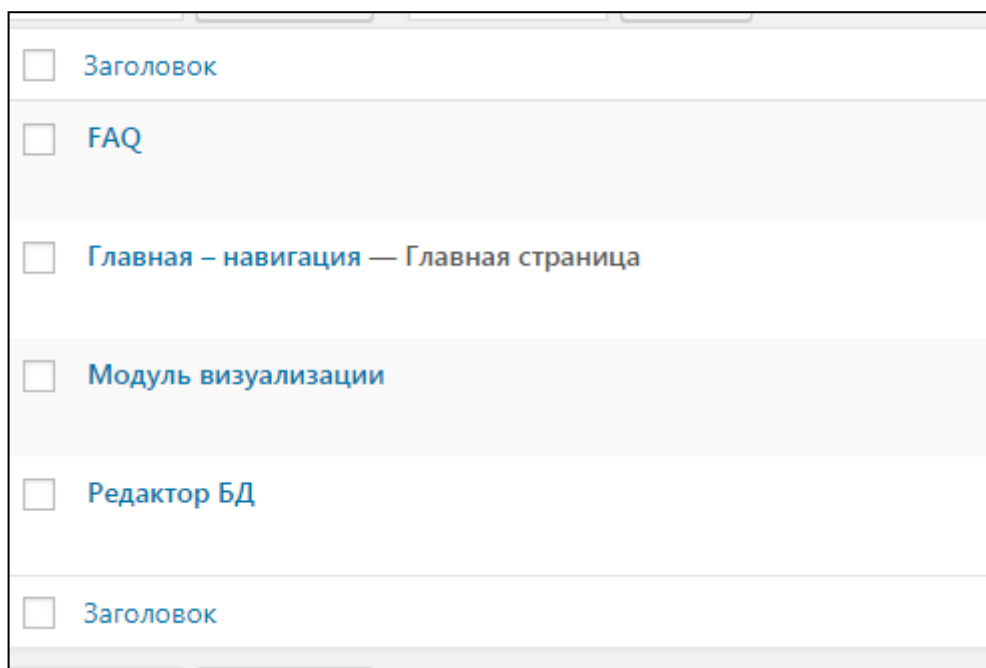 Заголовок
FAQ
Главная – навигация — Главная страница
Модуль визуализации
Редактор БД
Заголовок